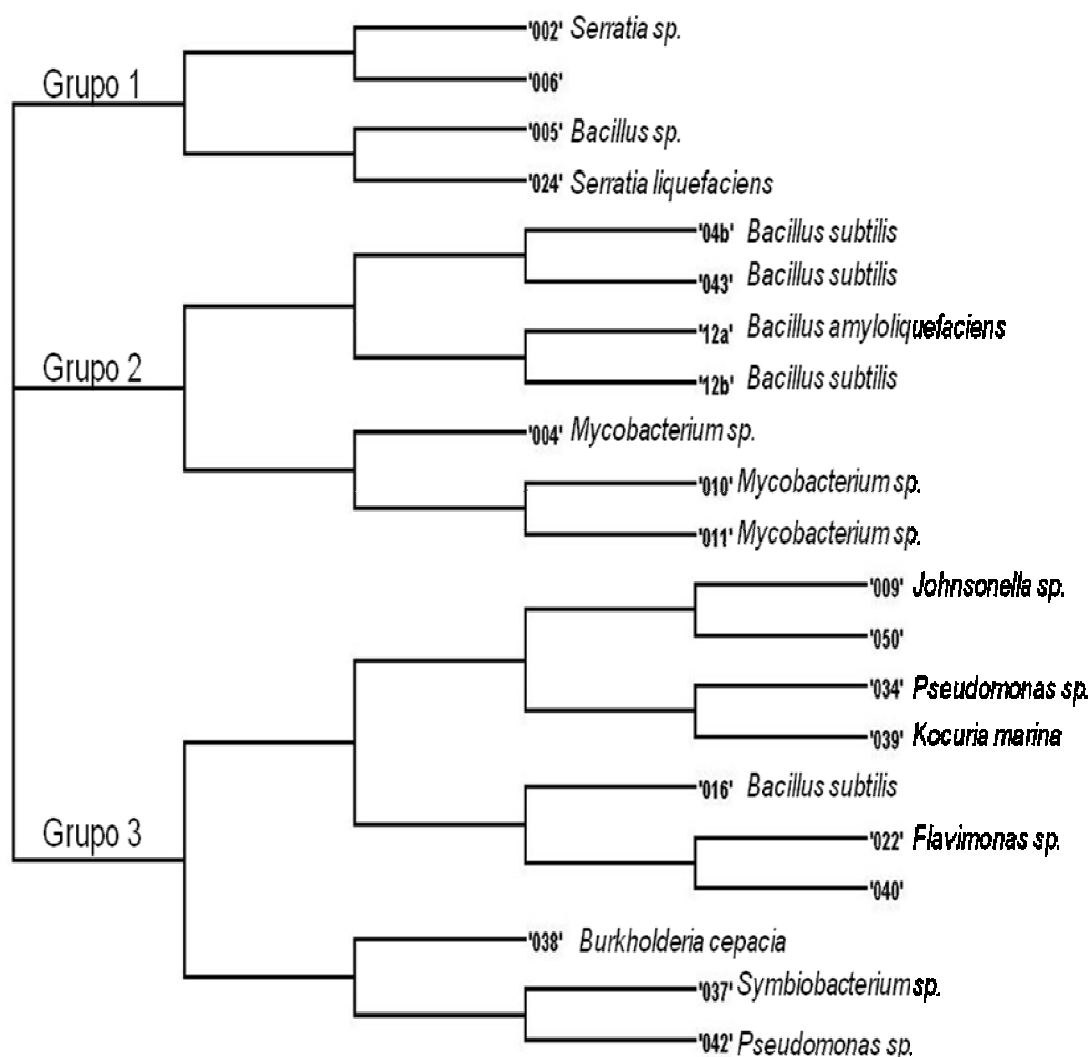 '002' Serratia sp.
Grupo 1
'006'
'005' Bacillus sp.
'024' Serratia liquefaciens
'04b' Bacillus subtilis
'043' Bacillus subtilis
'12a' Bacillus amyloliquefaciens
Grupo 2
'12b' Bacillus subtilis
'004' Mycobacterium sp.
'010' Mycobacterium sp.
'011' Mycobacterium sp.
'009' Johnsonella sp.
'050'
'034' Pseudomonas sp.
'039' Kocuria marina
'016' Bacillus subtilis
Grupo 3
'022' Flavimonas sp.
'040'
'038' Burkholderia cepacia
'037' Symbiobacterium sp.
'042' Pseudomonas sp.